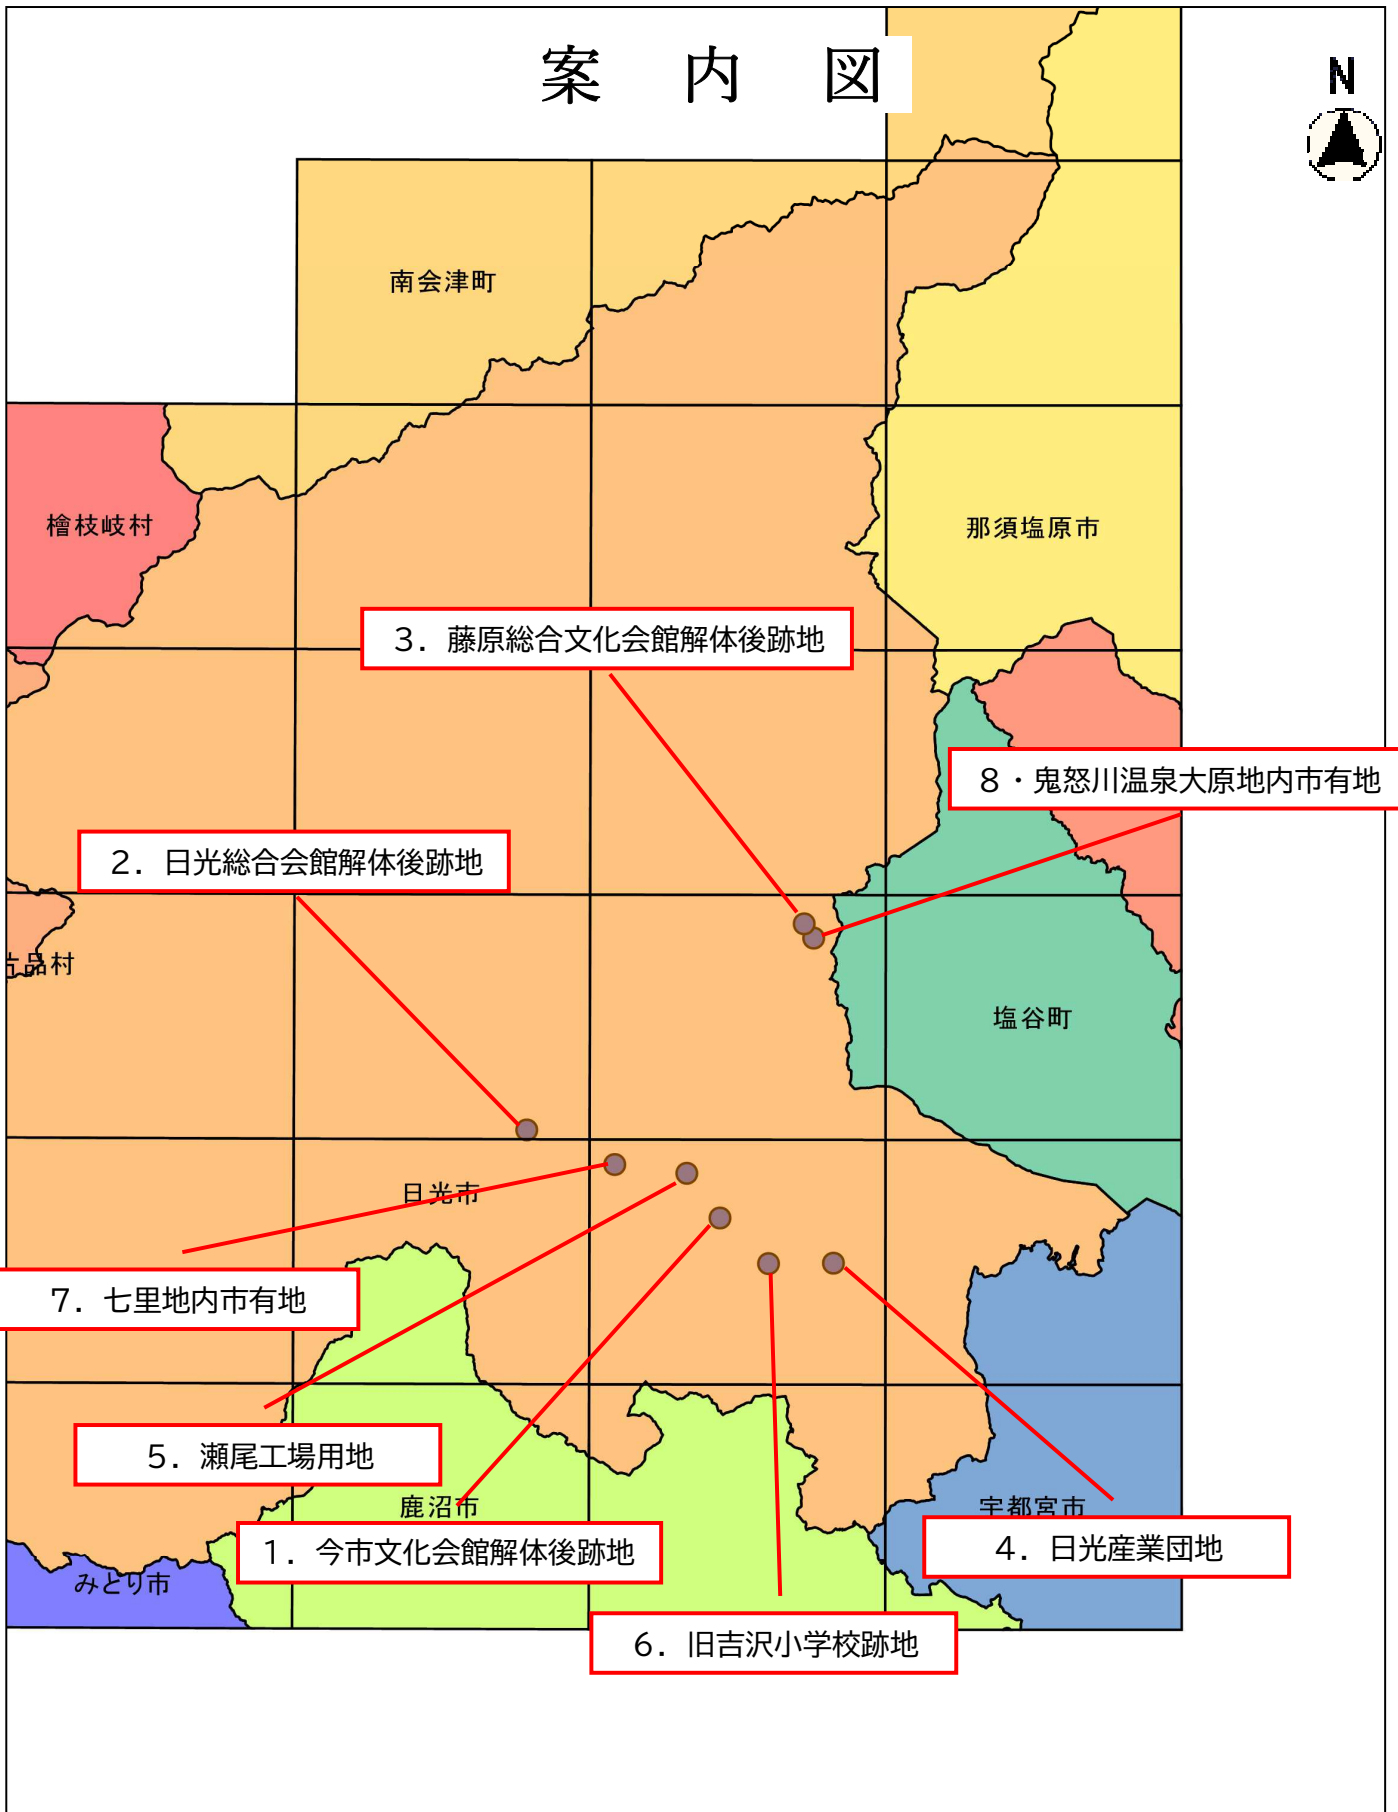 案 内 図
N
南会津町
檜枝岐村
那須塩原市
3．藤原総合文化会館解体後跡地
8・鬼怒川温泉大原地内市有地
2．日光総合会館解体後跡地
片品村
塩谷町
日光市
7．七里地内市有地
5．瀬尾工場用地
鹿沼市
宇都宮市
1．今市文化会館解体後跡地
4．日光産業団地
みとり市
6．旧吉沢小学校跡地